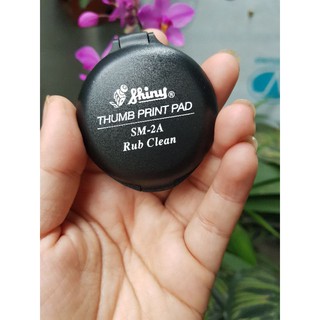 Shiny®
THUMB PRINT PAD
SM-2A
Rub Clean